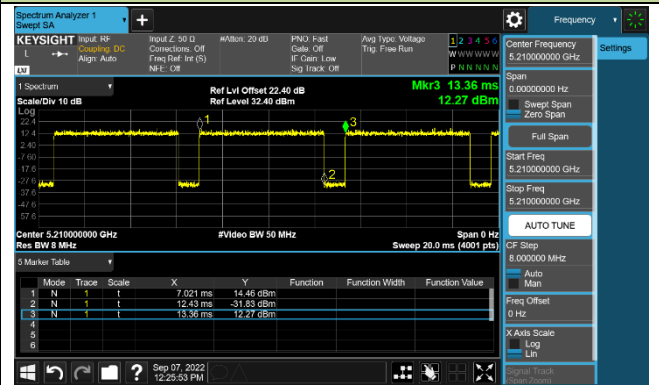 Spectrum Analyzer 1
Swept SA
Frequency
KEYSIGHT
L
LXI
Input: RF
Coupling: DC
Align: Auto
Input Z: 50 Ω
Corrections: Off
Freq Ref: Int (S)
NFE: Off
#Atten: 20 dB
PNO: Fast
Gate: Off
IF Gain: Low
Sig Track: Off
Avg Type: Voltage
Trig: Free Run
1 2 3 4 5 6
W W W W W W
P N N N N N
1 Spectrum
Scale/Div 10 dB
Ref Lvl Offset 22.40 dB
Ref Level 32.40 dBm
Mkr3 13.36 ms
12.27 dBm
Log
22.4
12.4
2.40
-7.60
-17.6
-27.6
-37.6
-47.6
-57.6
1
2
3
Center 5.210000000 GHz
Res BW 8 MHz
#Video BW 50 MHz
Span 0 Hz
Sweep 20.0 ms (4001 pts)
5 Marker Table
Mode Trace Scale X Y Function Function Width Function Value
1 N 1 t 7.021 ms 14.46 dBm
2 N 1 t 12.43 ms -31.83 dBm
3 N 1 t 13.36 ms 12.27 dBm
4
5
6
Sep 07, 2022
12:25:53 PM
Center Frequency
5.210000000 GHz
Settings
Span
0.00000000 Hz
Swept Span
Zero Span
Full Span
Start Freq
5.210000000 GHz
Stop Freq
5.210000000 GHz
AUTO TUNE
CF Step
8.000000 MHz
Auto
Man
Freq Offset
0 Hz
X Axis Scale
Log
Lin
Signal Track
(Span Zoom)